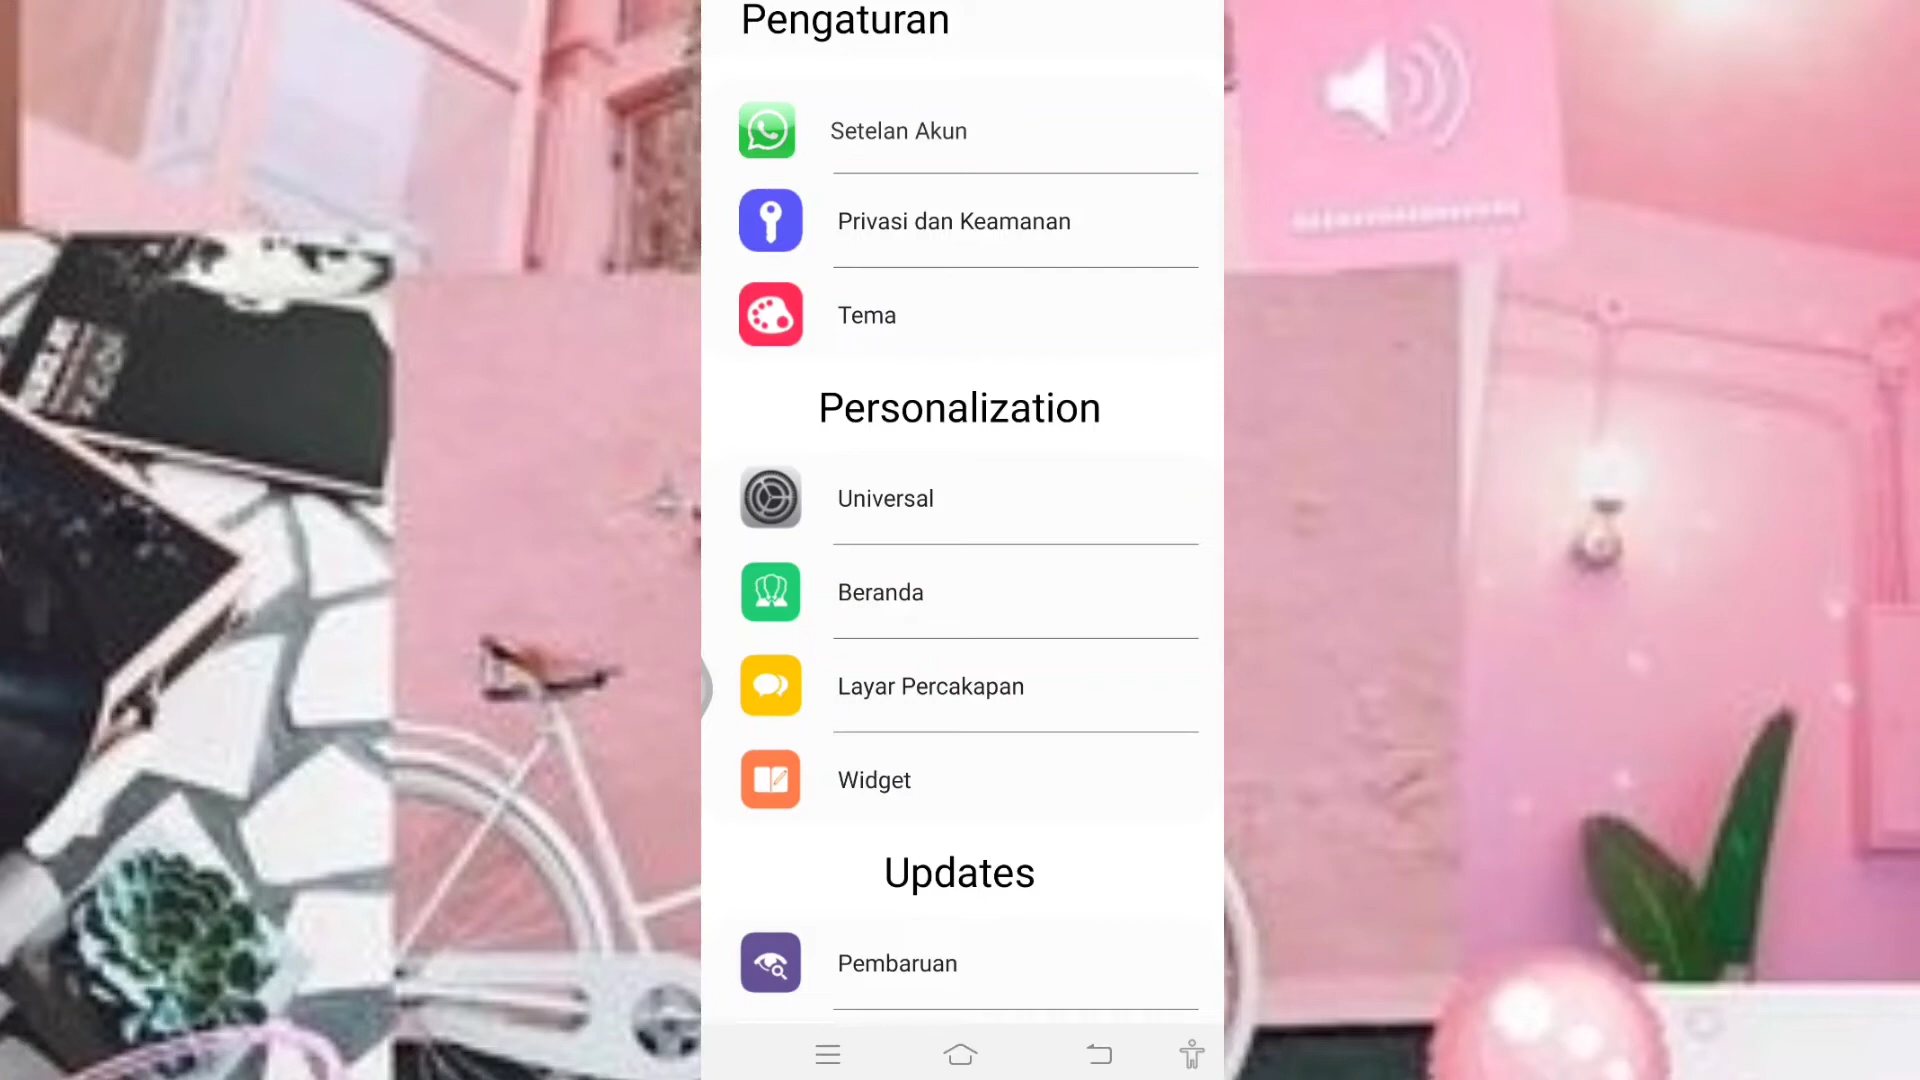 Pengaturan
Setelan Akun
Privasi dan Keamanan
Tema
Personalization
Universal
Beranda
Layar Percakapan
Widget
Updates
Pembaruan